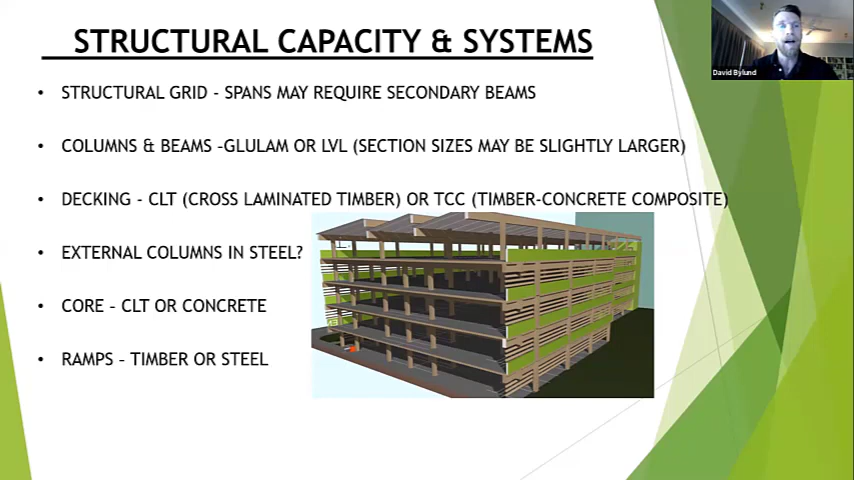 STRUCTURAL CAPACITY & SYSTEMS
David Bylund
• STRUCTURAL GRID - SPANS MAY REQUIRE SECONDARY BEAMS
• COLUMNS & BEAMS –GLULAM OR LVL (SECTION SIZES MAY BE SLIGHTLY LARGER)
• DECKING - CLT (CROSS LAMINATED TIMBER) OR TCC (TIMBER-CONCRETE COMPOSITE)
• EXTERNAL COLUMNS IN STEEL?
• CORE – CLT OR CONCRETE
• RAMPS – TIMBER OR STEEL